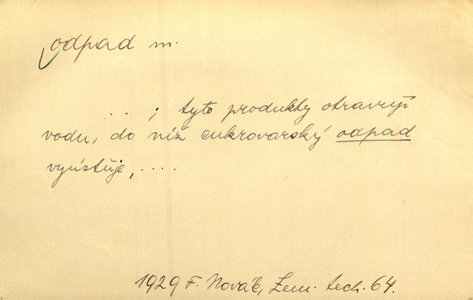 odpad m.
...; tyto produkty otravují
vodu, do níž cukrovarský odpad
vyúsťuje, ....
1929 F. Novák, Zem. tech. 64.